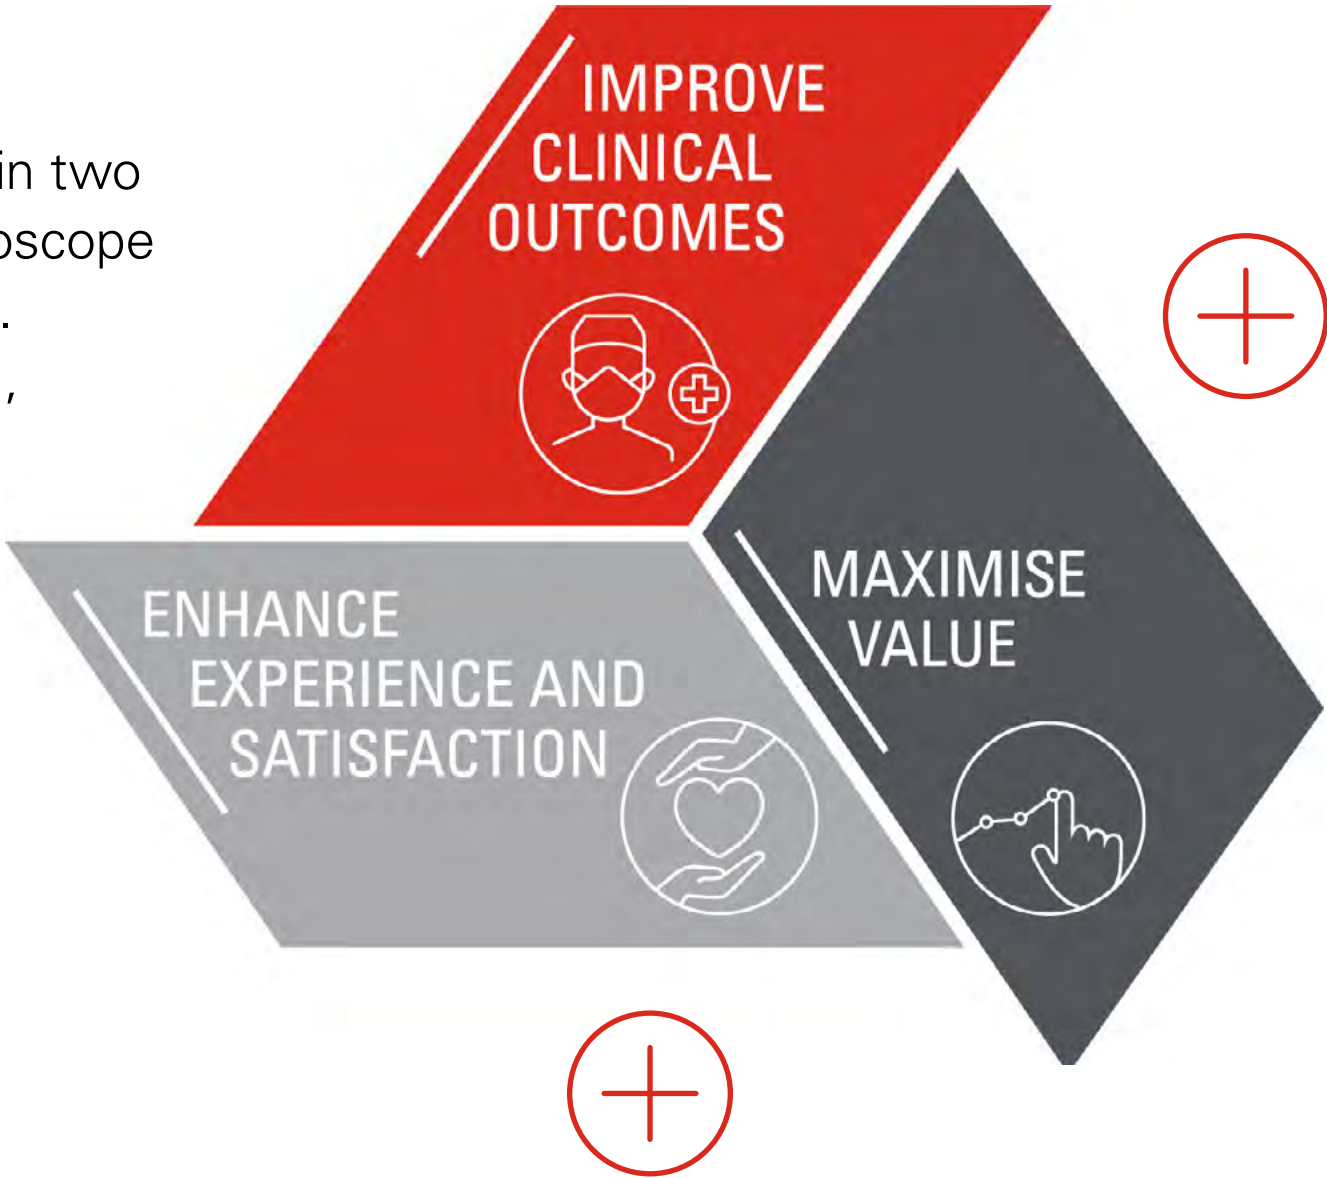 in two
oscope
.
,
IMPROVE
CLINICAL
OUTCOMES
MAXIMISE
VALUE
ENHANCE
EXPERIENCE AND
SATISFACTION